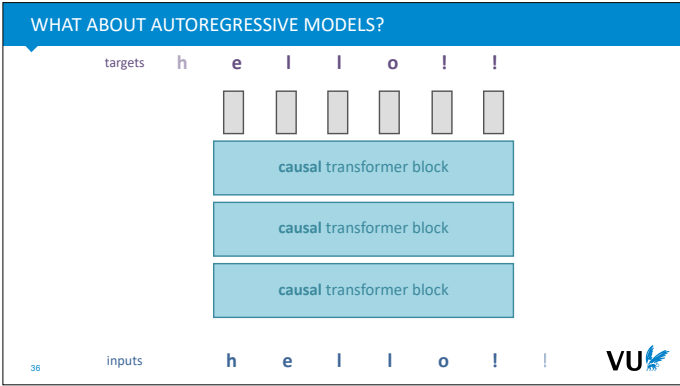 WHAT ABOUT AUTOREGRESSIVE MODELS?
targets h e l l o ! !
causal transformer block
causal transformer block
causal transformer block
inputs h e l l o ! !
36
VU